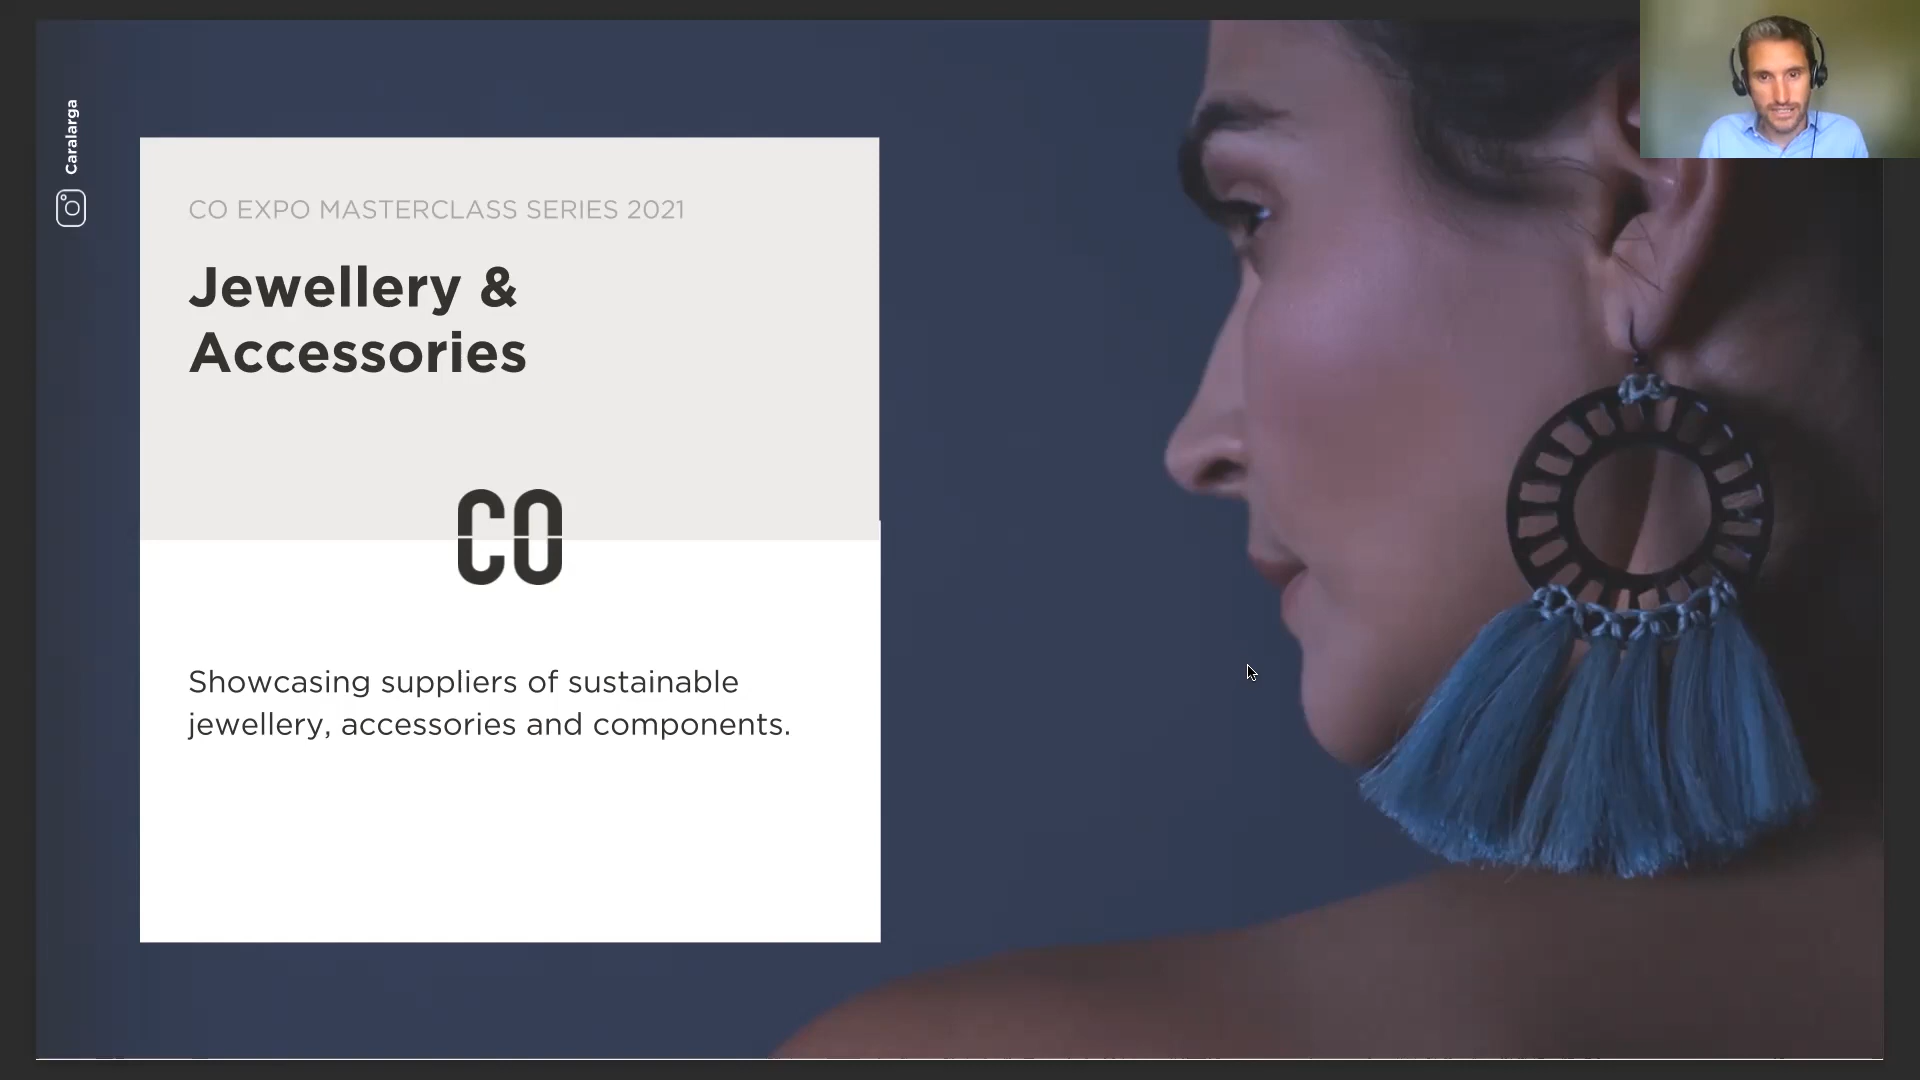 Caralarga
CO EXPO MASTERCLASS SERIES 2021
Jewellery &
Accessories
CO
Showcasing suppliers of sustainable
jewellery, accessories and components.